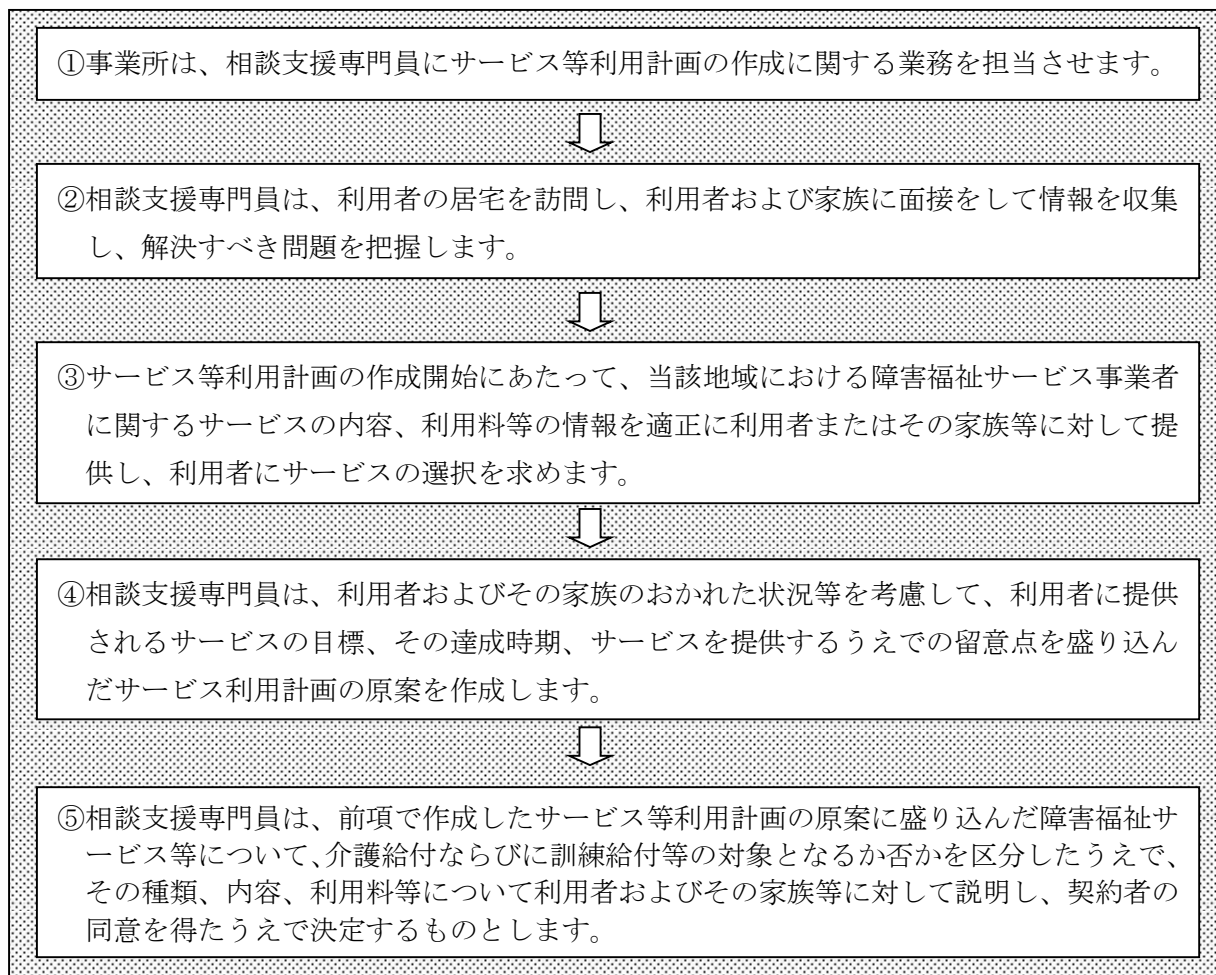 ①事業所は、相談支援専門員にサービス等利用計画の作成に関する業務を担当させます。
②相談支援専門員は、利用者の居宅を訪問し、利用者および家族に面接をして情報を収集
し、解決すべき問題を把握します。
③サービス等利用計画の作成開始にあたって、当該地域における障害福祉サービス事業者
に関するサービスの内容、利用料等の情報を適正に利用者またはその家族等に対して提
供し、利用者にサービスの選択を求めます。
④相談支援専門員は、利用者およびその家族のおかれた状況等を考慮して、利用者に提供
されるサービスの目標、その達成時期、サービスを提供するうえでの留意点を盛り込ん
だサービス利用計画の原案を作成します。
⑤相談支援専門員は、前項で作成したサービス等利用計画の原案に盛り込んだ障害福祉サ
ービス等について、介護給付ならびに訓練給付等の対象となるか否かを区分したうえで、
その種類、内容、利用料等について利用者およびその家族等に対して説明し、契約者の
同意を得たうえで決定するものとします。